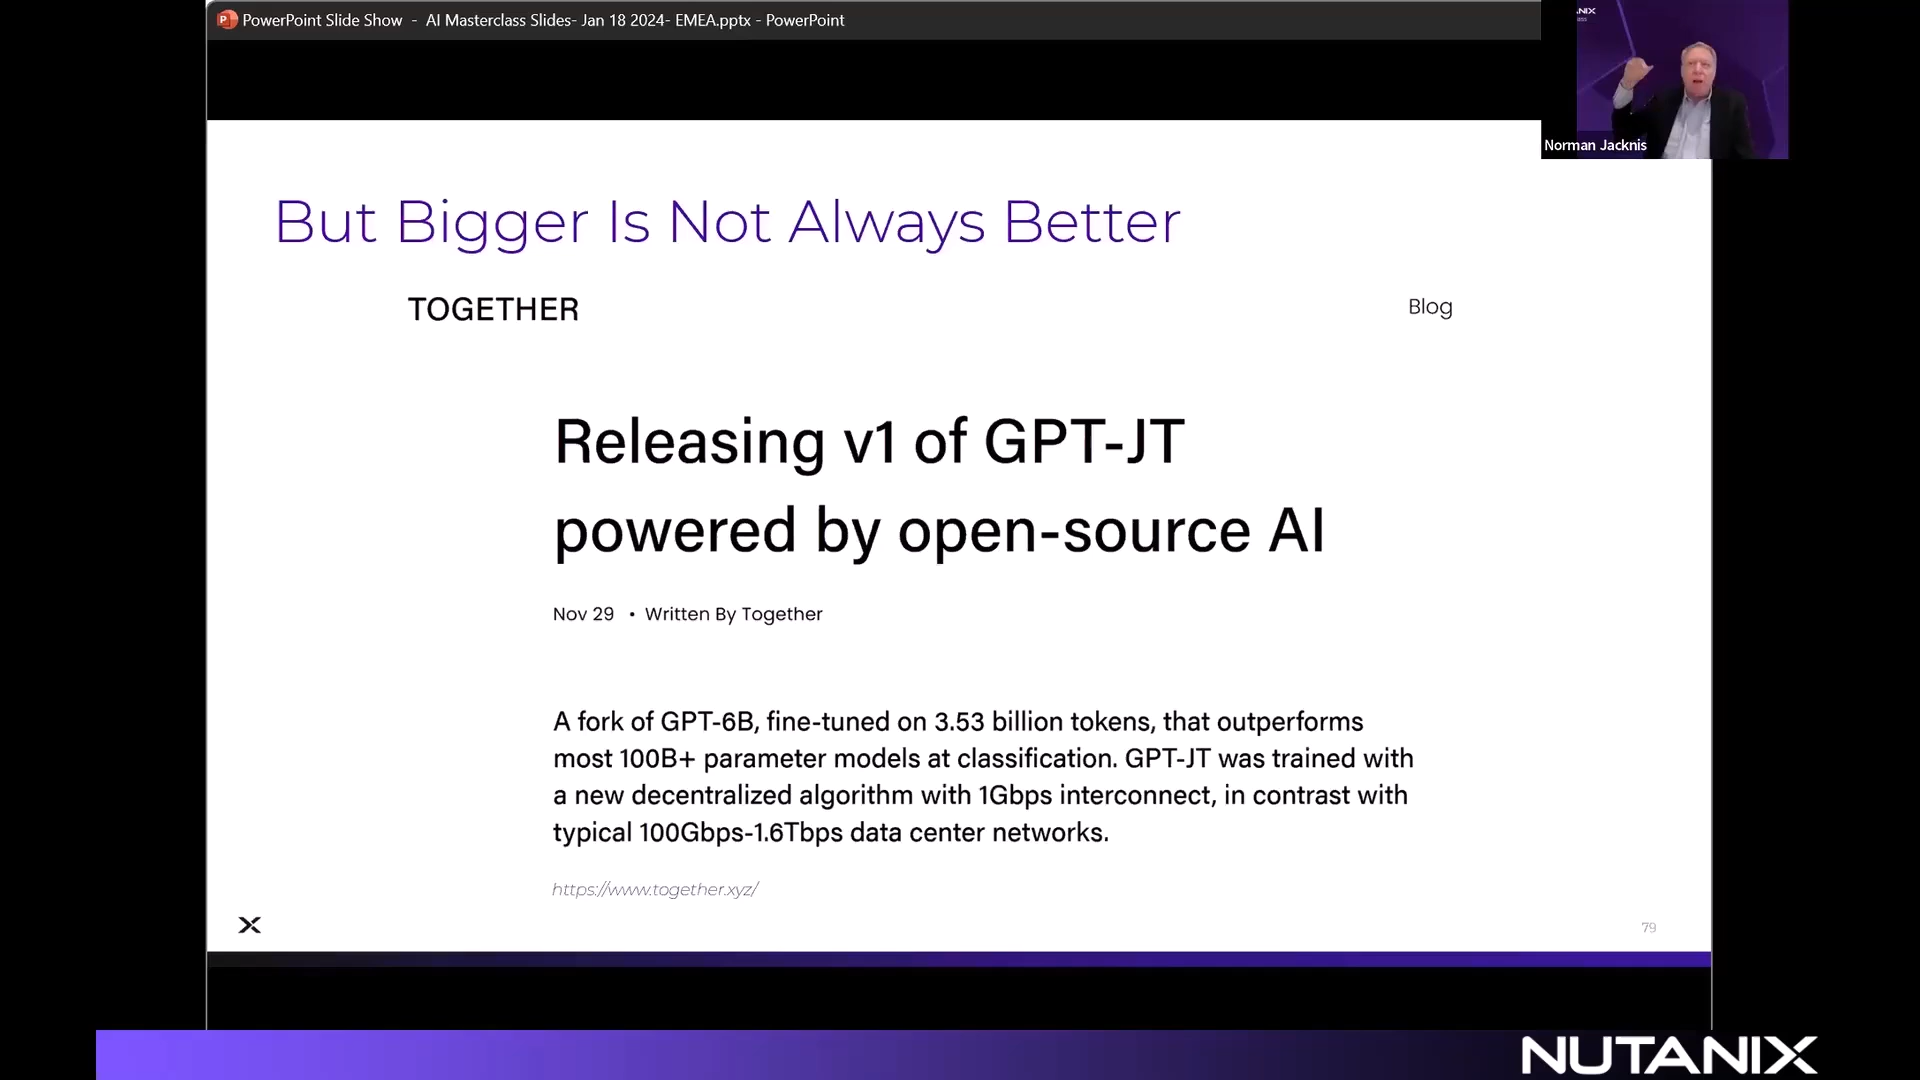 PowerPoint Slide Show - AI Masterclass Slides- Jan 18 2024- EMEA.pptx - PowerPoint
Norman Jacknis
But Bigger Is Not Always Better
TOGETHER
Blog
Releasing v1 of GPT-JT
powered by open-source AI
Nov 29 • Written By Together
A fork of GPT-6B, fine-tuned on 3.53 billion tokens, that outperforms
most 100B+ parameter models at classification. GPT-JT was trained with
a new decentralized algorithm with 1Gbps interconnect, in contrast with
typical 100Gbps-1.6Tbps data center networks.
https://www.together.xyz/
79
NUTANIX